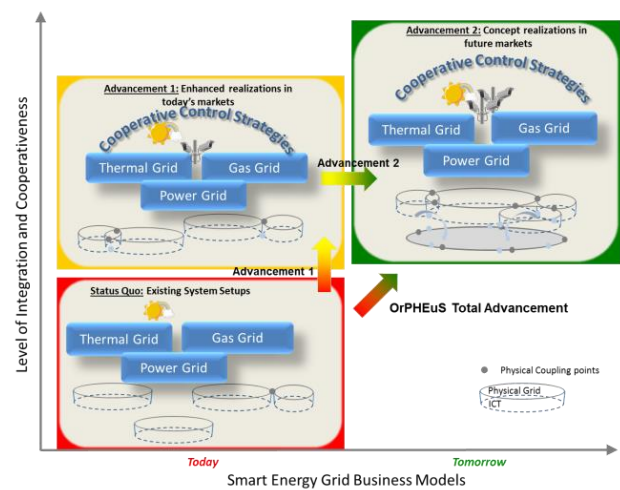 Advancement 2: Concept realizations in
future markets
Cooperative Control Strategies
Thermal Grid
Gas Grid
Power Grid
Advancement 1: Enhanced realizations in
today's markets
Cooperative Control Strategies
Thermal Grid
Gas Grid
Power Grid
Advancement 2
Advancement 1
Status Quo: Existing System Setups
Thermal Grid
Gas Grid
Power Grid
OrPHEuS Total Advancement
Physical Coupling points
Physical Grid
ICT
Level of Integration and Cooperativeness
Today
Tomorrow
Smart Energy Grid Business Models